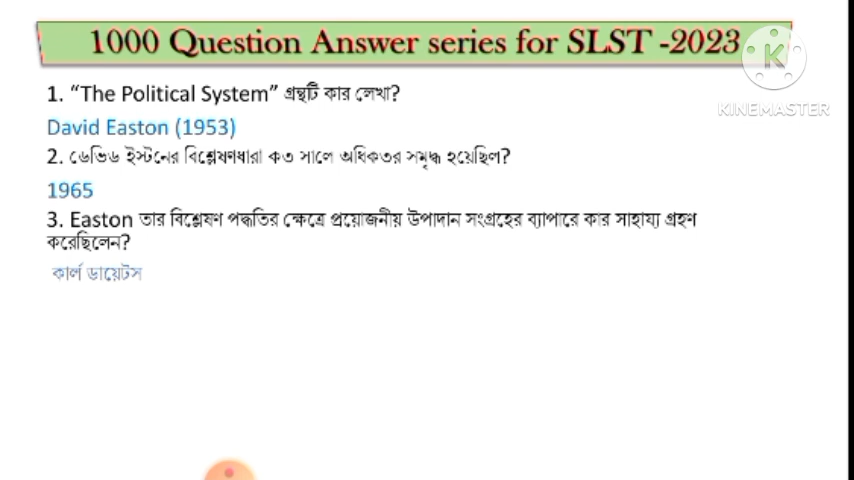 1000 Question Answer series for SLST -2023
KINEMASTER
1. “The Political System” গ্রন্থটি কার লেখা?
David Easton (1953)
2. ডেভিড ইস্টনের বিশ্লেষণধারা কত সালে অধিকতর সমৃদ্ধ হয়েছিল?
1965
3. Easton তার বিশ্লেষণ পদ্ধতির ক্ষেত্রে প্রয়োজনীয় উপাদান সংগ্রহের ব্যাপারে কার সাহায্য গ্রহণ
করেছিলেন?
কার্ল ডায়েটস